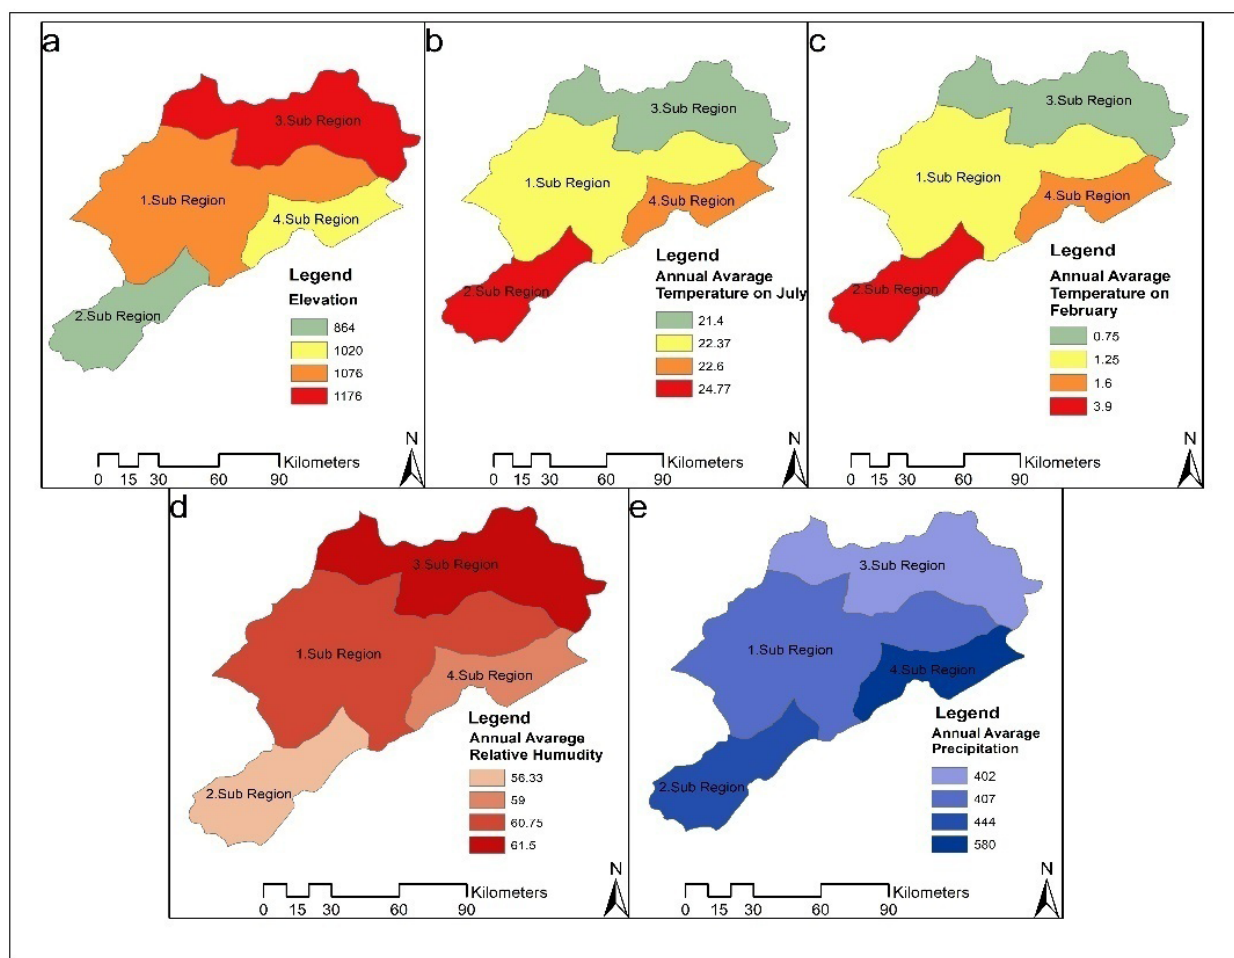 a
3.Sub Region
1.Sub Region
4.Sub Region
2.Sub Region
Legend
Elevation
864
1020
1076
1176
N
Kilometers
0 15 30 60 90
b
3.Sub Region
1.Sub Region
4.Sub Region
2.Sub Region
Legend
Annual Avarage
Temperature on July
21.4
22.37
22.6
24.77
N
Kilometers
0 15 30 60 90
c
3.Sub Region
1.Sub Region
4.Sub Region
2.Sub Region
Legend
Annual Avarage
Temperature on
February
0.75
1.25
1.6
3.9
N
Kilometers
0 15 30 60 90
d
3.Sub Region
1.Sub Region
4.Sub Region
2.Sub Region
Legend
Annual Avarege
Relative Humudity
56.33
59
60.75
61.5
N
Kilometers
0 15 30 60 90
e
3.Sub Region
1.Sub Region
4.Sub Region
2.Sub Region
Legend
Annual Avarage
Precipitation
402
407
444
580
N
Kilometers
0 15 30 60 90